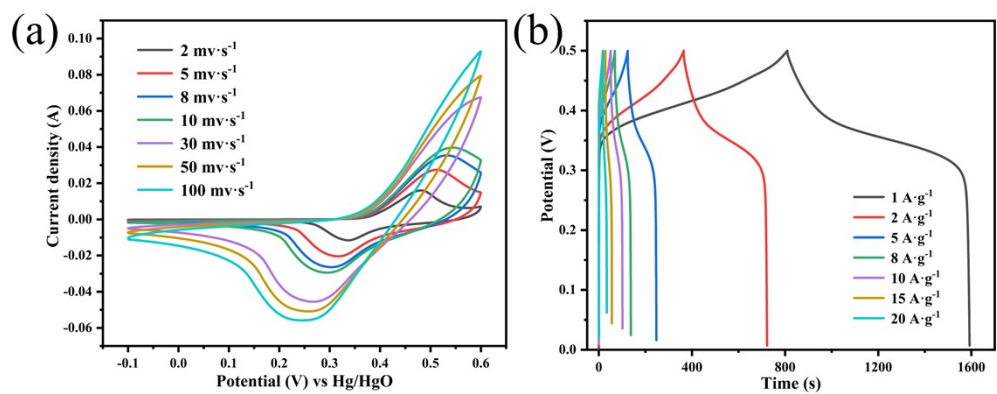 (a)
2 mv·s-1
5 mv·s-1
8 mv·s-1
10 mv·s-1
30 mv·s-1
50 mv·s-1
100 mv·s-1
Current density (A)
0.10
0.08
0.06
0.04
0.02
0.00
-0.02
-0.04
-0.06
-0.1
0.0
0.1
0.2
0.3
0.4
0.5
0.6
Potential (V) vs Hg/HgO
(b)
1 A·g-1
2 A·g-1
5 A·g-1
8 A·g-1
10 A·g-1
15 A·g-1
20 A·g-1
Potential (V)
0.5
0.4
0.3
0.2
0.1
0.0
0
400
800
1200
1600
Time (s)